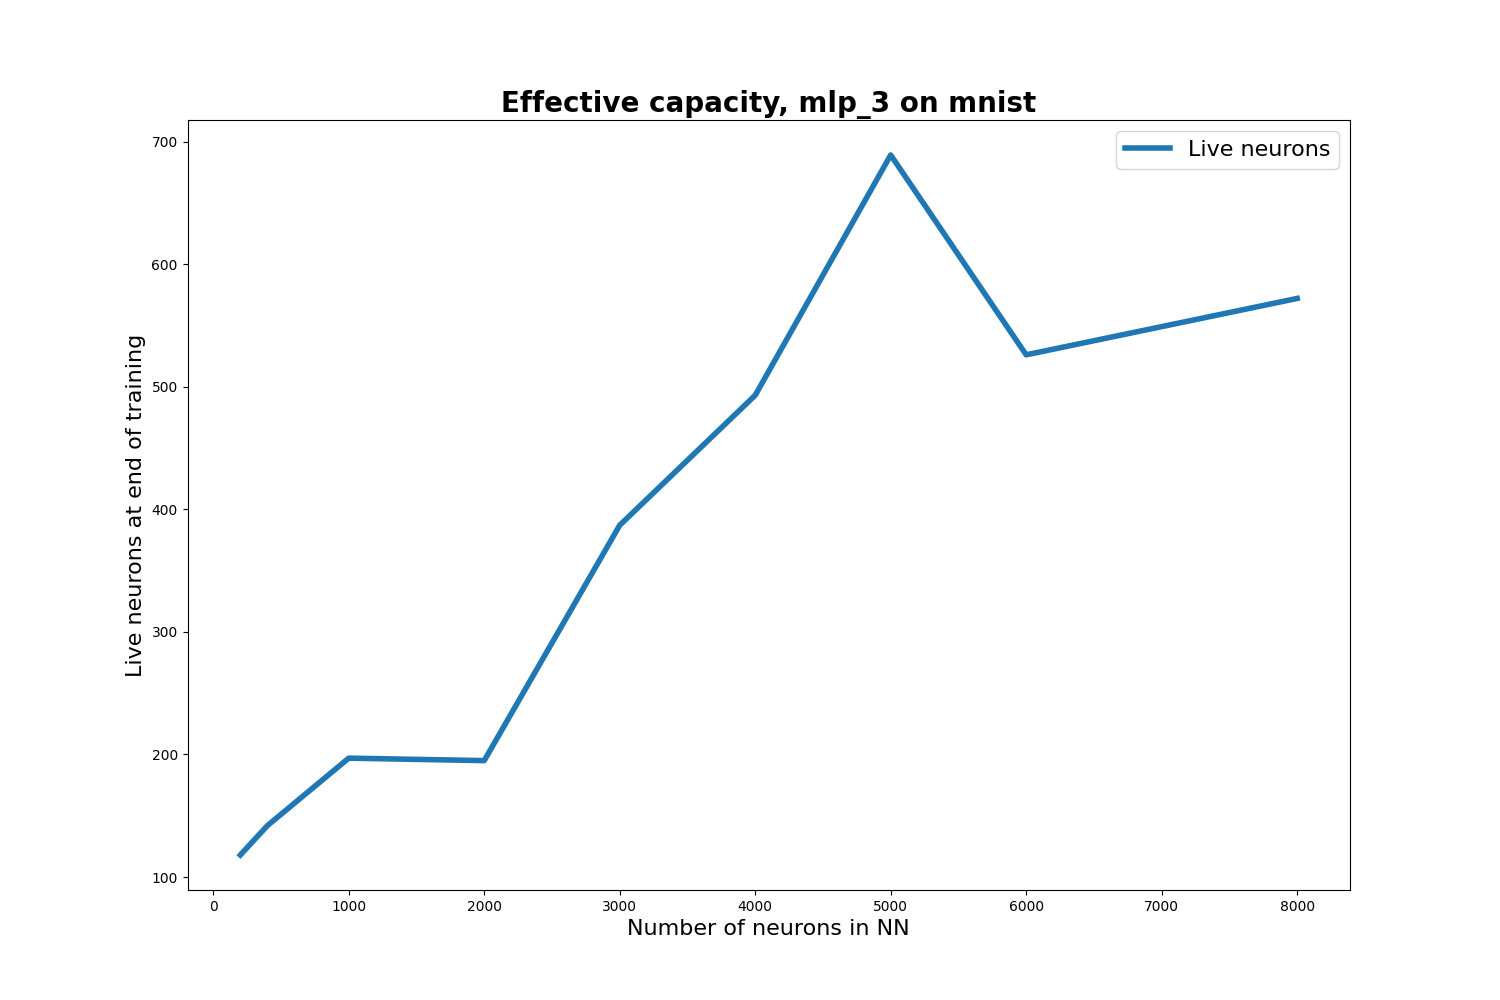 Effective capacity, mlp_3 on mnist
Live neurons
700
600
500
400
300
200
100
Live neurons at end of training
0 1000 2000 3000 4000 5000 6000 7000 8000
Number of neurons in NN